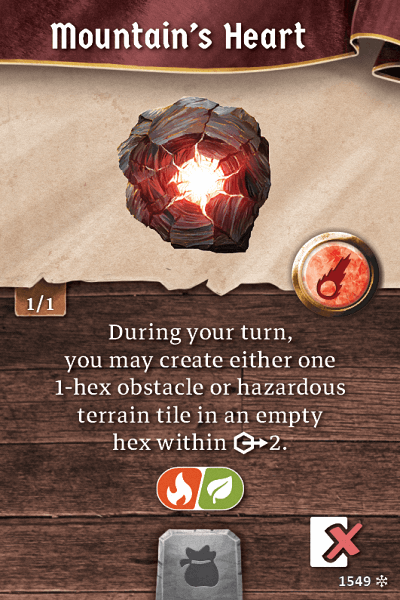 Mountain's Heart
1/1
During your turn,
you may create either one
1-hex obstacle or hazardous
terrain tile in an empty
hex within 2.
1549